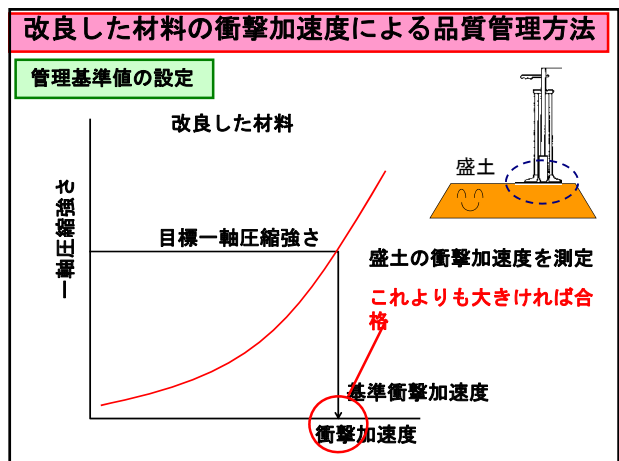 改良した材料の衝撃加速度による品質管理方法
管理基準値の設定
改良した材料
盛土
一軸圧縮強さ
目標一軸圧縮強さ
盛土の衝撃加速度を測定
これよりも大きければ合
格
基準衝撃加速度
衝撃加速度